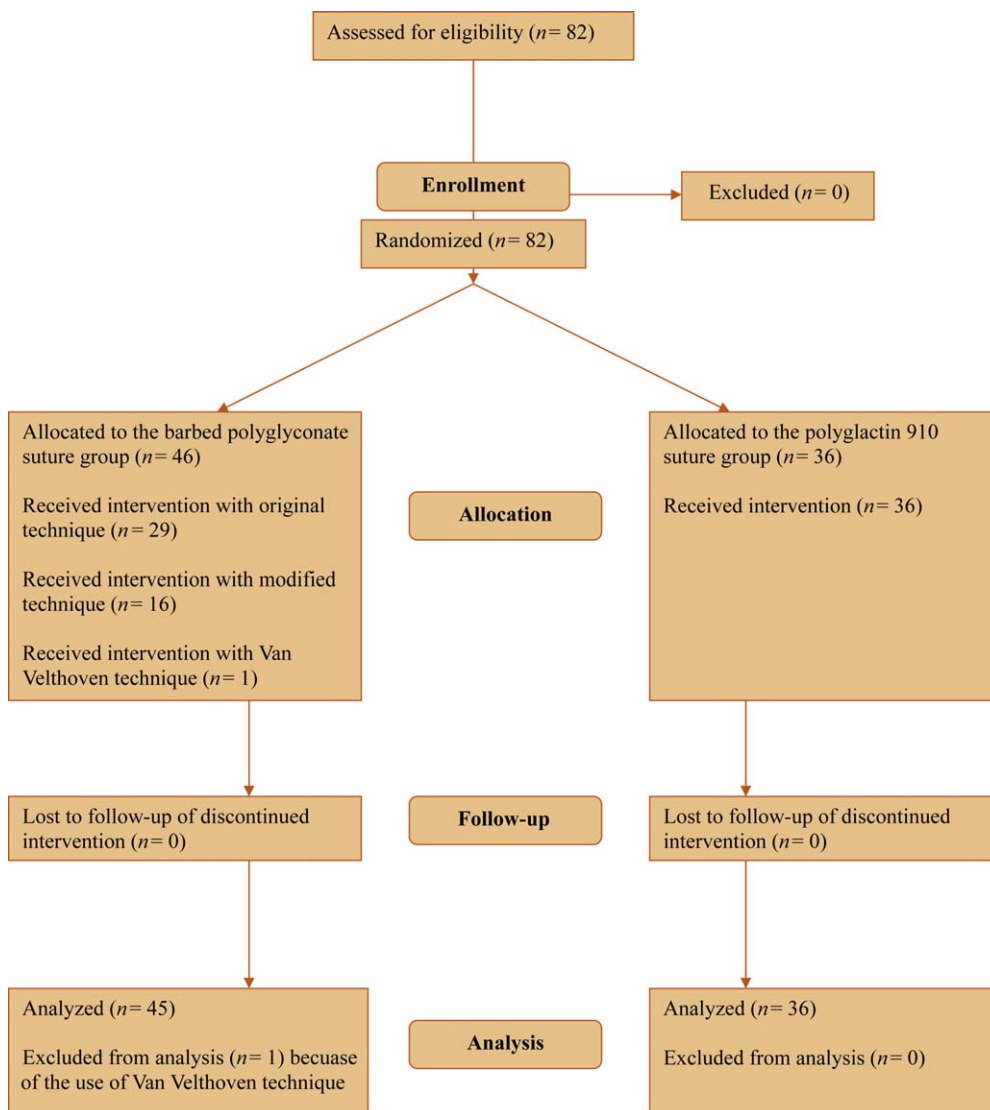 Assessed for eligibility (n= 82)
Enrollment
Excluded (n= 0)
Randomized (n= 82)
Allocated to the barbed polyglyconate
suture group (n= 46)
Received intervention with original
technique (n= 29)
Received intervention with modified
technique (n= 16)
Received intervention with Van
Velthoven technique (n= 1)
Allocation
Allocated to the polyglactin 910
suture group (n= 36)
Received intervention (n= 36)
Lost to follow-up of discontinued
intervention (n= 0)
Follow-up
Lost to follow-up of discontinued
intervention (n= 0)
Analyzed (n= 45)
Excluded from analysis (n= 1) becuase
of the use of Van Velthoven technique
Analysis
Analyzed (n= 36)
Excluded from analysis (n= 0)